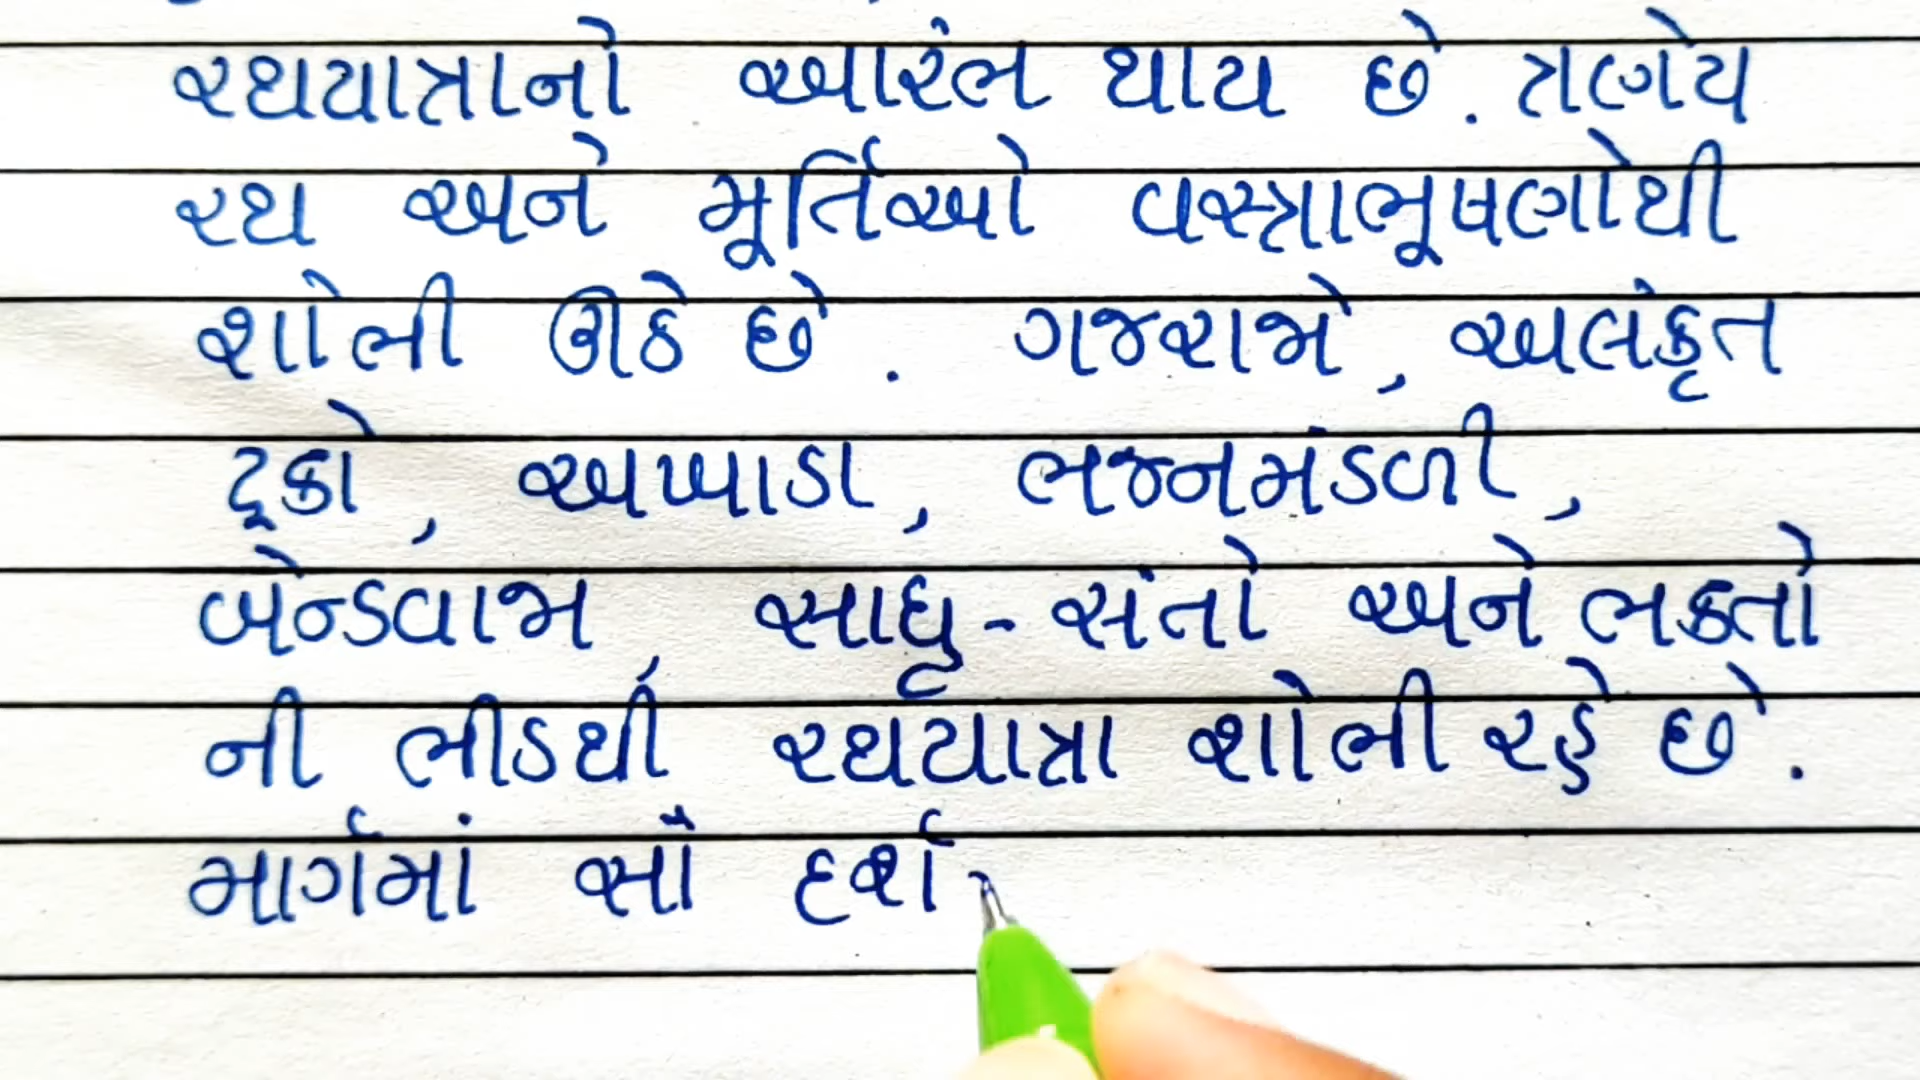 રથયાત્રાનો આરંભ થાય છે. ત્રણેય
રથ અને મૂર્તિઓ વસ્ત્રાભૂષણોથી
શોભી ઊઠે છે. ગજરાજો, અલંકૃત
ટ્રકો, અખાડા, ભજનમંડળી,
બેન્ડવાજા, સાધુ-સંતો અને ભક્તો
ની ભીડથી રથયાત્રા શોભી રહે છે.
માર્ગમાં સૌ દર્શ